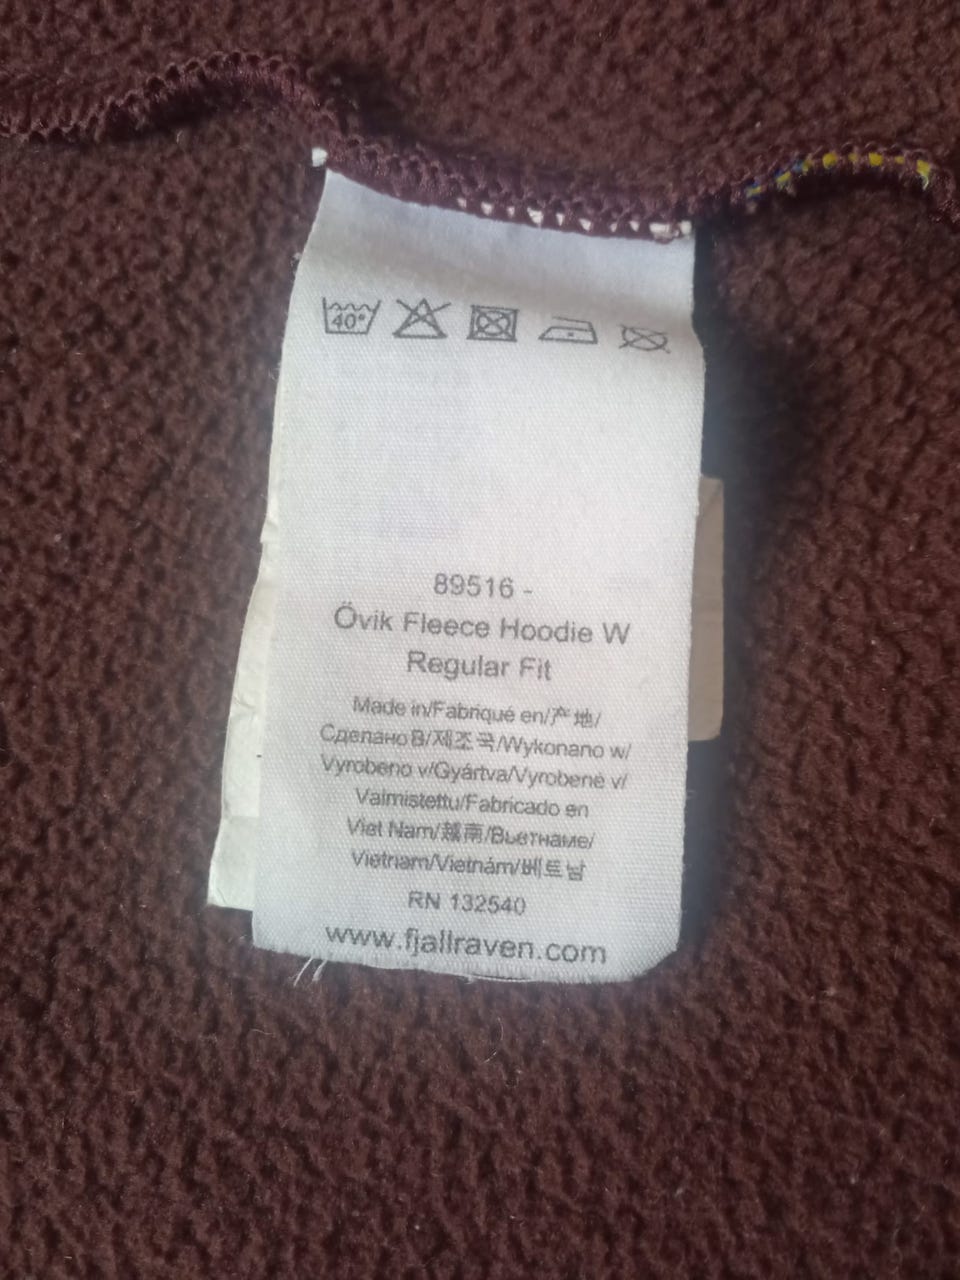 40°
89516 -
Övik Fleece Hoodie W
Regular Fit
Made in/Fabriqué en/产地/
Сделано В/제조국/Wykonano w/
Vyrobeno v/Gyártva/Vyrobené v/
Valmistettu/Fabricado en
Viet Nam/越南/Вьетнаме/
Vietnam/Vietnám/베트남
RN 132540
www.fjallraven.com